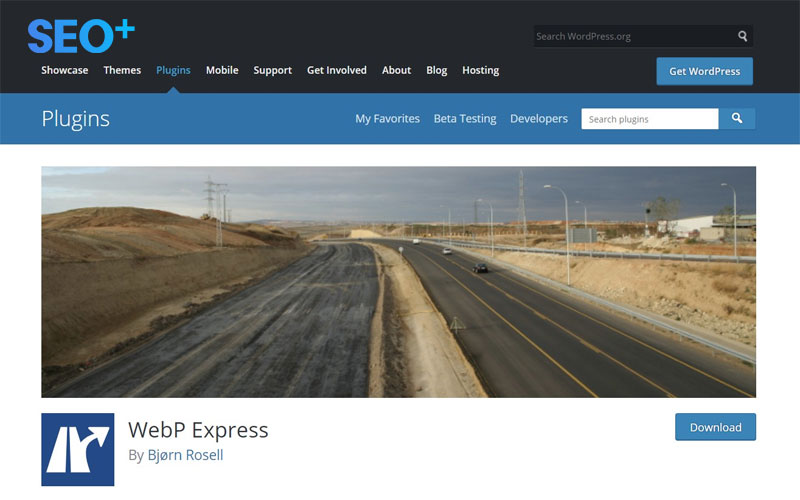 SEO+
Search WordPress.org
Showcase Themes Plugins Mobile Support Get Involved About Blog Hosting
Get WordPress
Plugins
My Favorites Beta Testing Developers
Search plugins
WebP Express
By Bjørn Rosell
Download